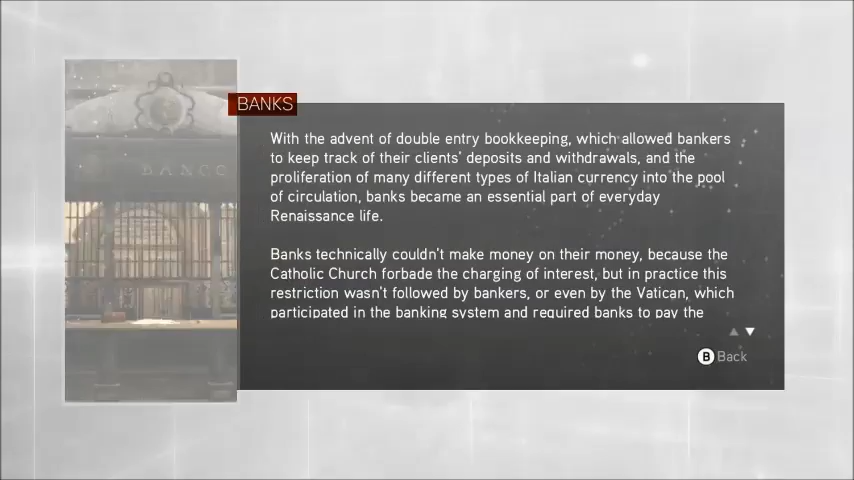 BANCO
BANKS
With the advent of double entry bookkeeping, which allowed bankers
to keep track of their clients' deposits and withdrawals, and the
proliferation of many different types of Italian currency into the pool
of circulation, banks became an essential part of everyday
Renaissance life.
Banks technically couldn't make money on their money, because the
Catholic Church forbade the charging of interest, but in practice this
restriction wasn't followed by bankers, or even by the Vatican, which
participated in the banking system and required banks to pay the
B Back